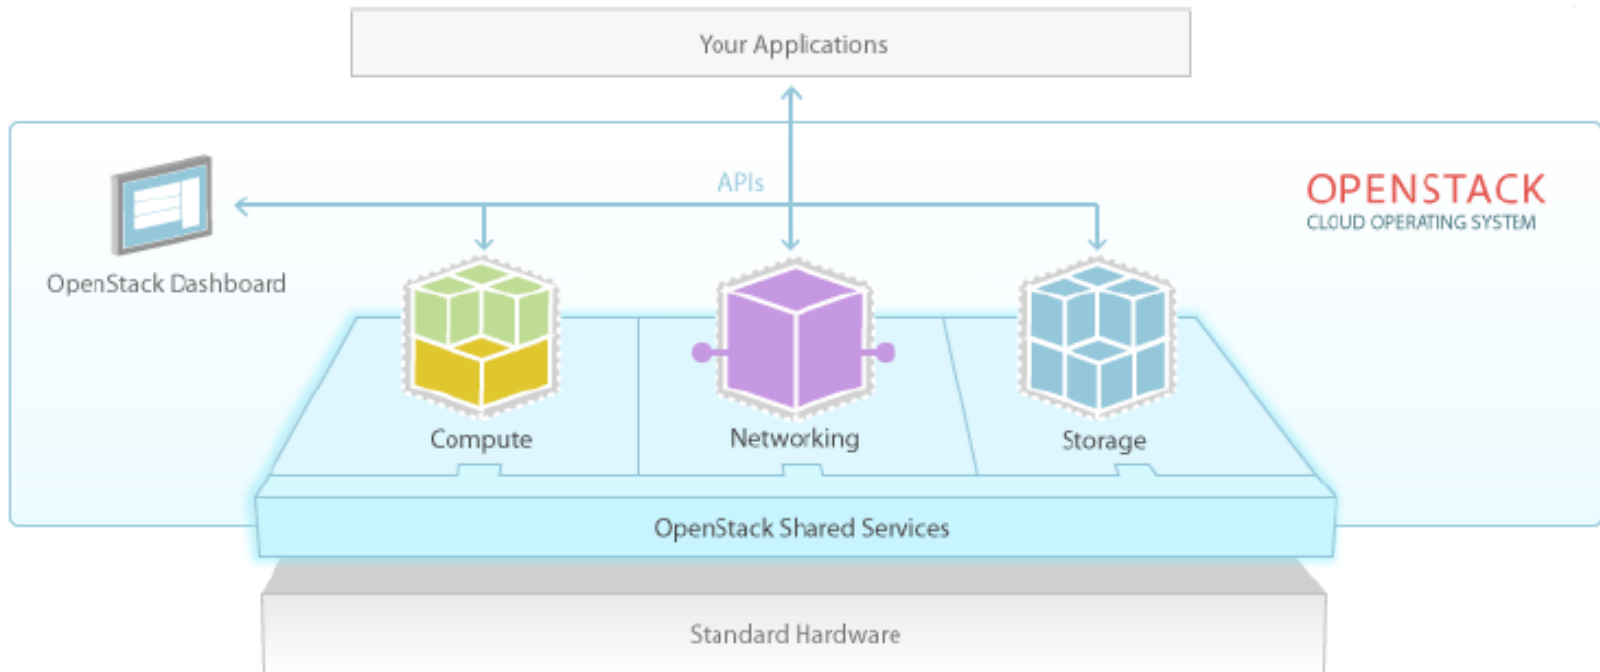 Your Applications
APIs
OPENSTACK
CLOUD OPERATING SYSTEM
OpenStack Dashboard
Compute
Networking
Storage
OpenStack Shared Services
Standard Hardware